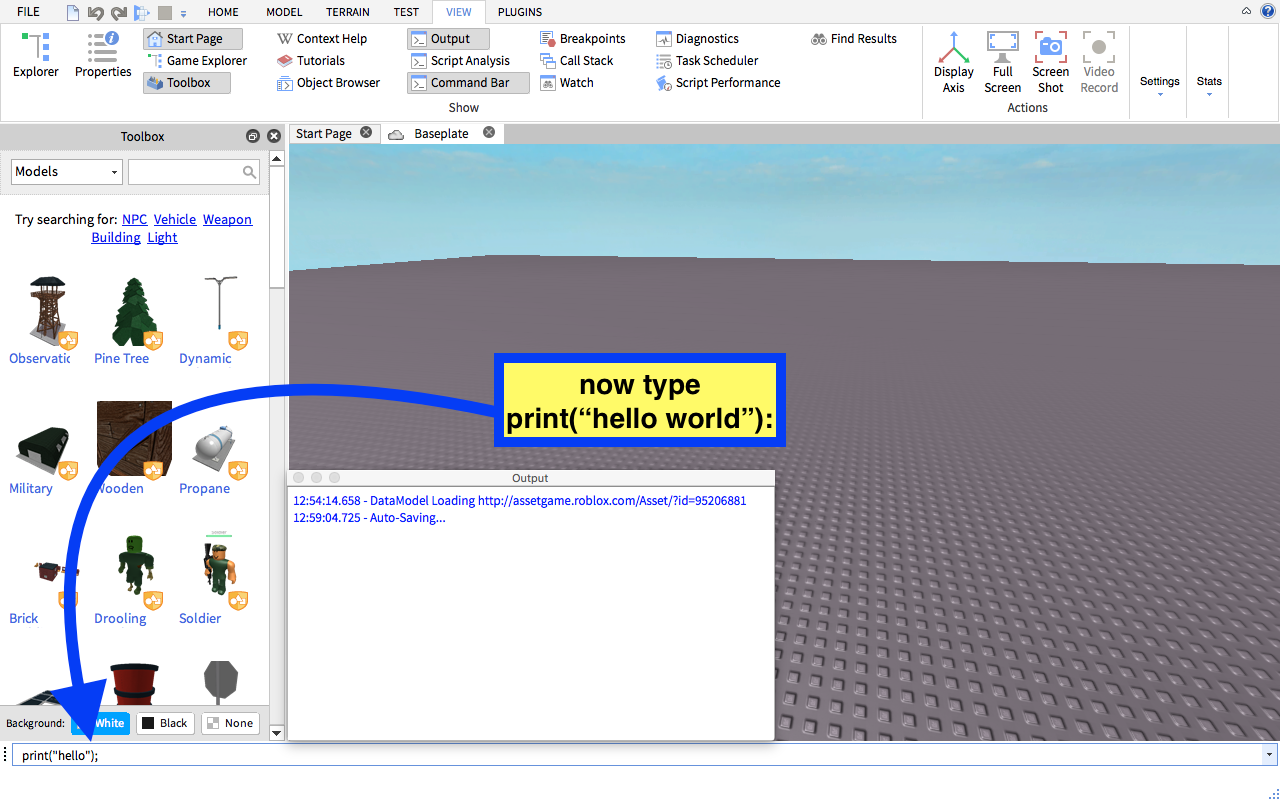 FILE HOME MODEL TERRAIN TEST VIEW PLUGINS
Explorer
Properties
Start Page
Game Explorer
Toolbox
Context Help
Tutorials
Object Browser
Output
Script Analysis
Command Bar
Breakpoints
Call Stack
Watch
Diagnostics
Task Scheduler
Script Performance
Find Results
Show
Display
Axis
Full
Screen
Screen
Shot
Video
Record
Actions
Settings
Stats
Toolbox
Start Page
Baseplate
Models
Try searching for: NPC Vehicle Weapon
Building Light
Observatic
Pine Tree
Dynamic
Military
Wooden
Propane
Brick
Drooling
Soldier
now type
print(“hello world”):
Output
12:54:14.658 - DataModel Loading http://assetgame.roblox.com/Asset/?id=95206881
12:59:04.725 - Auto-Saving...
Background: White Black None
print("hello");